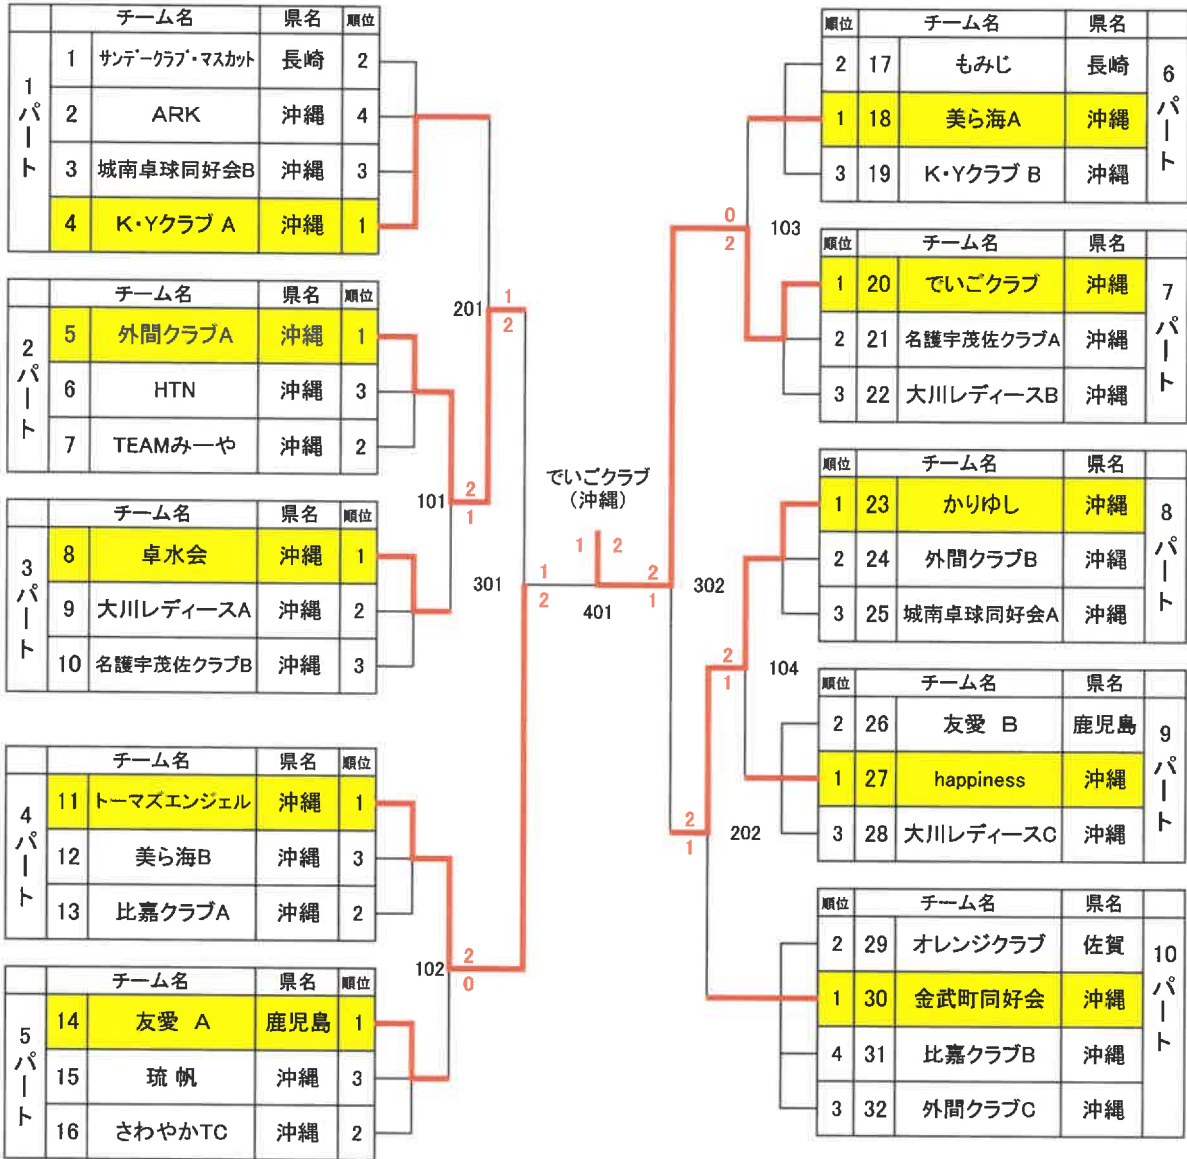 チーム名 県名 順位
1パート
1 サンデークラブ・マスカット 長崎 2
2 ARK 沖縄 4
3 城南卓球同好会B 沖縄 3
4 K・Yクラブ A 沖縄 1
チーム名 県名 順位
2パート
5 外間クラブA 沖縄 1
6 HTN 沖縄 3
7 TEAMみーや 沖縄 2
チーム名 県名 順位
3パート
8 卓水会 沖縄 1
9 大川レディースA 沖縄 2
10 名護宇茂佐クラブB 沖縄 3
チーム名 県名 順位
4パート
11 トーマズエンジェル 沖縄 1
12 美ら海B 沖縄 3
13 比嘉クラブA 沖縄 2
チーム名 県名 順位
5パート
14 友愛 A 鹿児島 1
15 琉帆 沖縄 3
16 さわやかTC 沖縄 2
201
1
2
101
2
1
301
1
2
102
2
0
でいごクラブ
(沖縄)
1 2
401
2
1
302
0
2
103
2
1
104
2
1
202
順位 チーム名 県名
6パート
2 17 もみじ 長崎
1 18 美ら海A 沖縄
3 19 K・Yクラブ B 沖縄
順位 チーム名 県名
7パート
1 20 でいごクラブ 沖縄
2 21 名護宇茂佐クラブA 沖縄
3 22 大川レディースB 沖縄
順位 チーム名 県名
8パート
1 23 かりゆし 沖縄
2 24 外間クラブB 沖縄
3 25 城南卓球同好会A 沖縄
順位 チーム名 県名
9パート
2 26 友愛 B 鹿児島
1 27 happiness 沖縄
3 28 大川レディースC 沖縄
順位 チーム名 県名
10パート
2 29 オレンジクラブ 佐賀
1 30 金武町同好会 沖縄
4 31 比嘉クラブB 沖縄
3 32 外間クラブC 沖縄